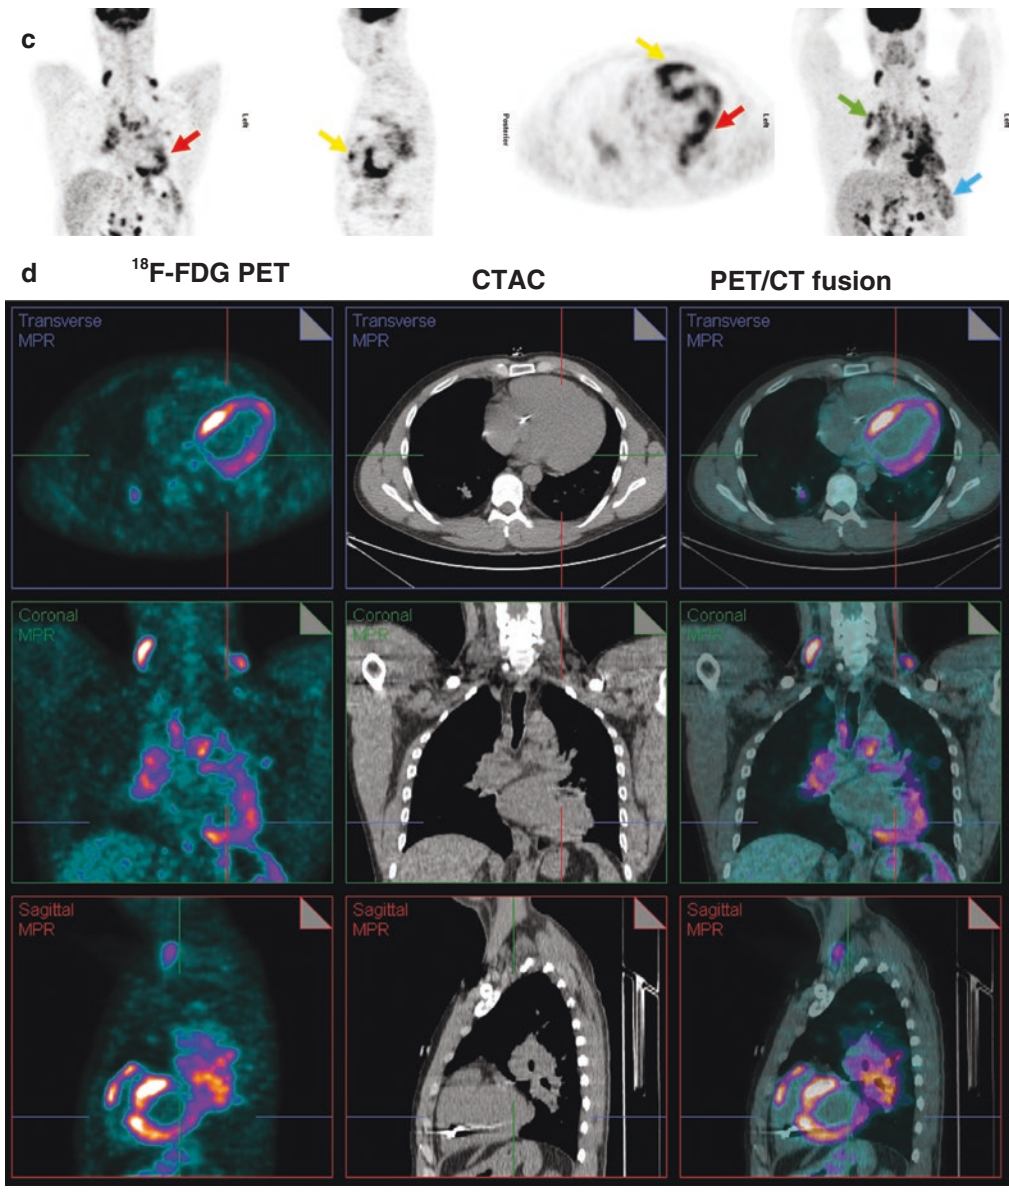 c
Left
Posterior
Left
Left
d
¹⁸F-FDG PET
CTAC
PET/CT fusion
Transverse
MPR
Transverse
MPR
Transverse
MPR
Coronal
MPR
Coronal
MPR
Coronal
MPR
Sagittal
MPR
Sagittal
MPR
Sagittal
MPR